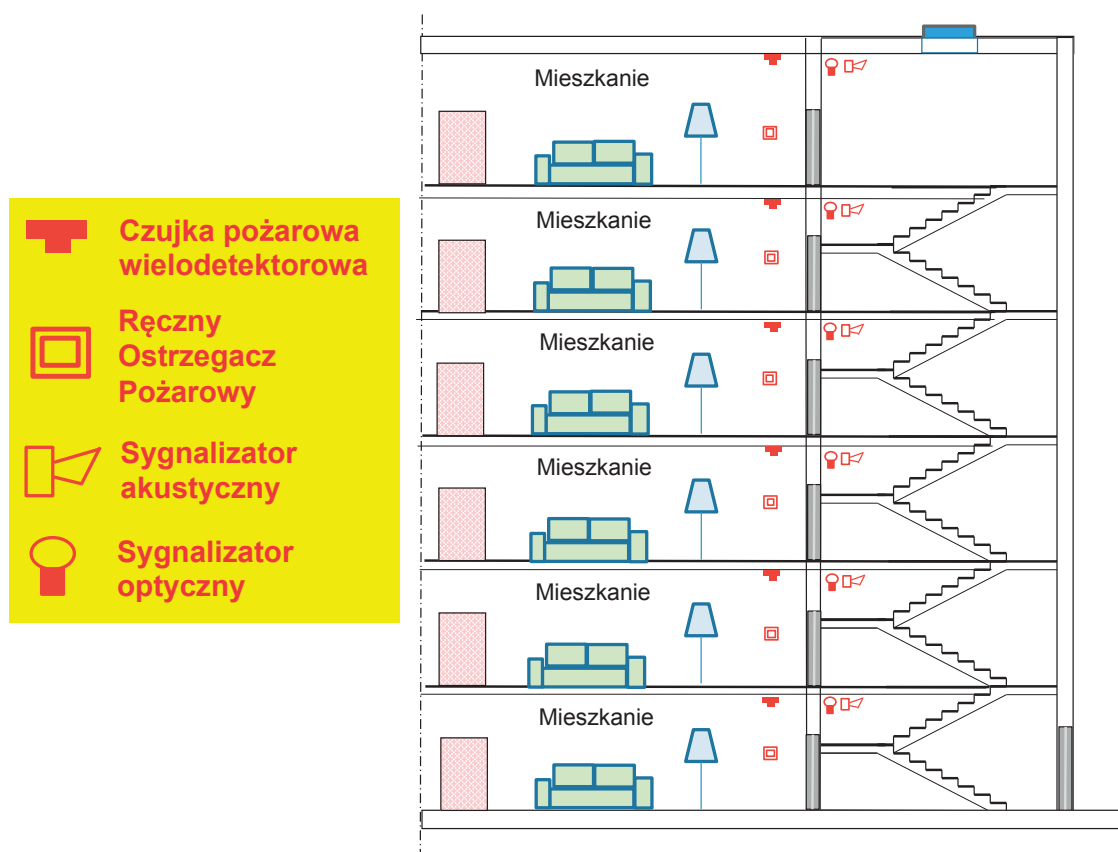 Mieszkanie
Mieszkanie
Mieszkanie
Mieszkanie
Mieszkanie
Mieszkanie
Czujka pożarowa
wielodetektorowa
Ręczny
Ostrzegacz
Pożarowy
Sygnalizator
akustyczny
Sygnalizator
optyczny